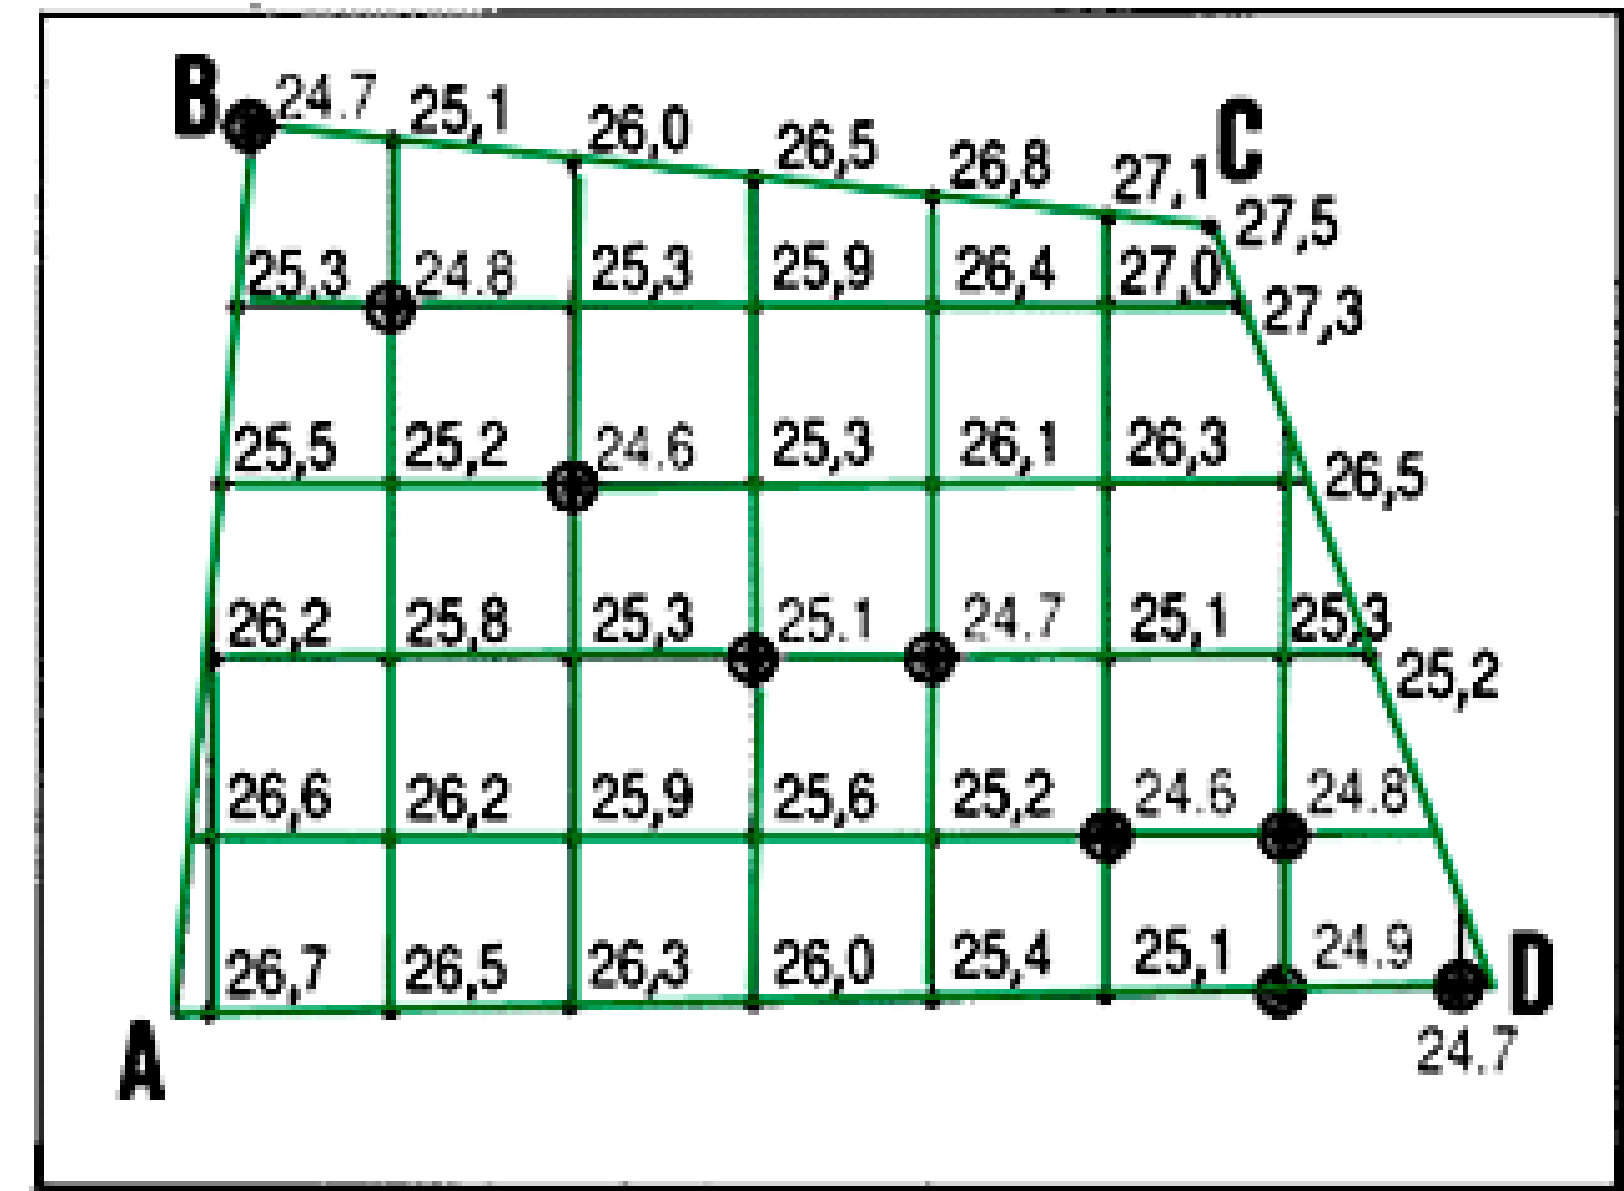 B 24.7 25,1 26,0 26,5 26,8 27,1 C
27,5
25,3 24.8 25,3 25,9 26,4 27,0 27,3
25,5 25,2 24.6 25,3 26,1 26,3 26,5
26,2 25,8 25,3 25.1 24.7 25,1 25,3
25,2
26,6 26,2 25,9 25,6 25,2 24.6 24.8
26,7 26,5 26,3 26,0 25,4 25,1 24.9 D
A 24.7